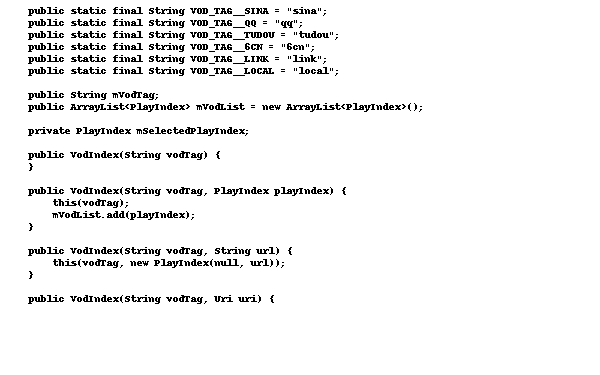 public static final String VOD_TAG__SINA = "sina";
public static final String VOD_TAG__QQ = "qq";
public static final String VOD_TAG__TUDOU = "tudou";
public static final String VOD_TAG__6CN = "6cn";
public static final String VOD_TAG__LINK = "link";
public static final String VOD_TAG__LOCAL = "local";
public String mVodTag;
public ArrayList<PlayIndex> mVodList = new ArrayList<PlayIndex>();
private PlayIndex mSelectedPlayIndex;
public VodIndex(String vodTag) {
}
public VodIndex(String vodTag, PlayIndex playIndex) {
this(vodTag);
mVodList.add(playIndex);
}
public VodIndex(String vodTag, String url) {
this(vodTag, new PlayIndex(null, url));
}
public VodIndex(String vodTag, Uri uri) {